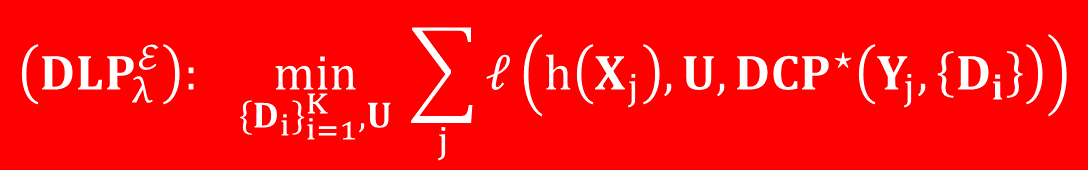 (DLP_λ^ℰ): min_{{D_i}_{i=1}^K, U} ∑_j ℓ(h(X_j), U, DCP*(Y_j, {D_i}))